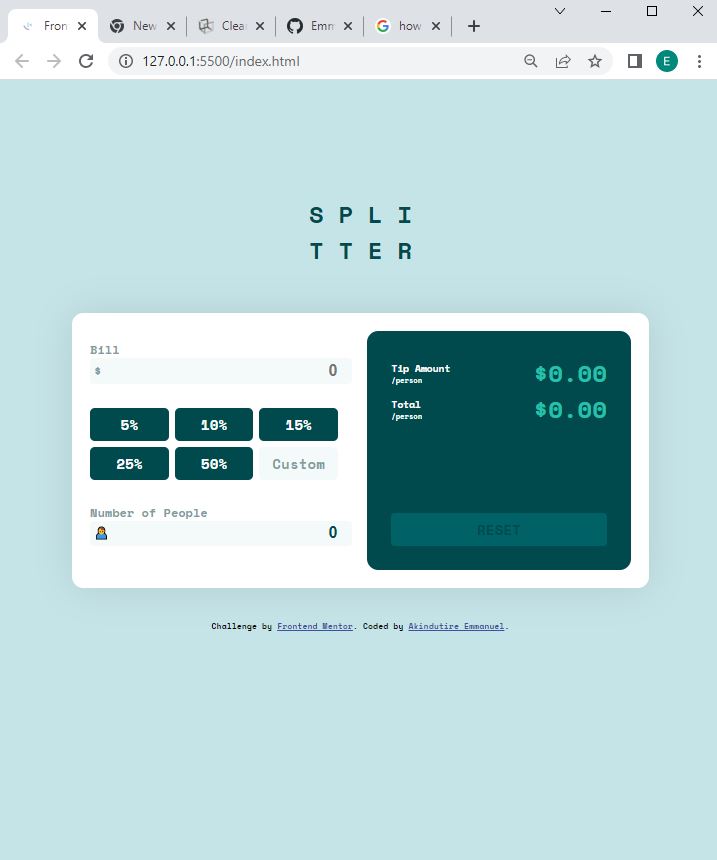 Fron
New
Clea
Emm
how
127.0.0.1:5500/index.html
E
SPLI
TTER
Bill
$ 0
5% 10% 15%
25% 50% Custom
Number of People
0
Tip Amount
/person
$0.00
Total
/person
$0.00
RESET
Challenge by Frontend Mentor. Coded by Akindutire Emmanuel.